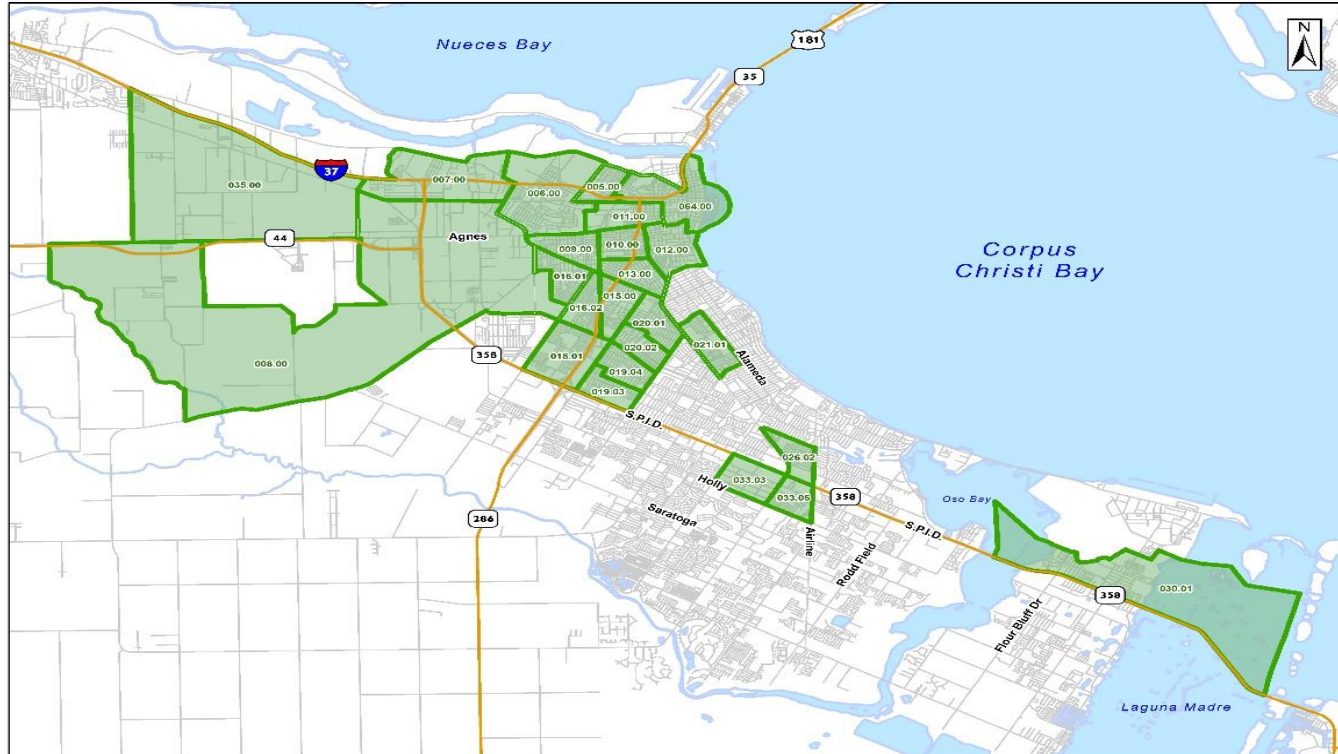 Nueces Bay
181
35
N
37
007.00
035.00
005.00
006.00
064.00
011.00
44
Agnes
009.00
010.00
012.00
013.00
016.01
015.00
016.02
020.01
Corpus
Christi Bay
358
018.01
020.02
021.01
Alameda
008.00
019.04
019.03
S.P.I.D.
026.02
033.03
Holly
033.05
358
Oso Bay
Saratoga
286
Airline
S.P.I.D.
Rodd Field
358
030.01
Flour Bluff Dr
Laguna Madre